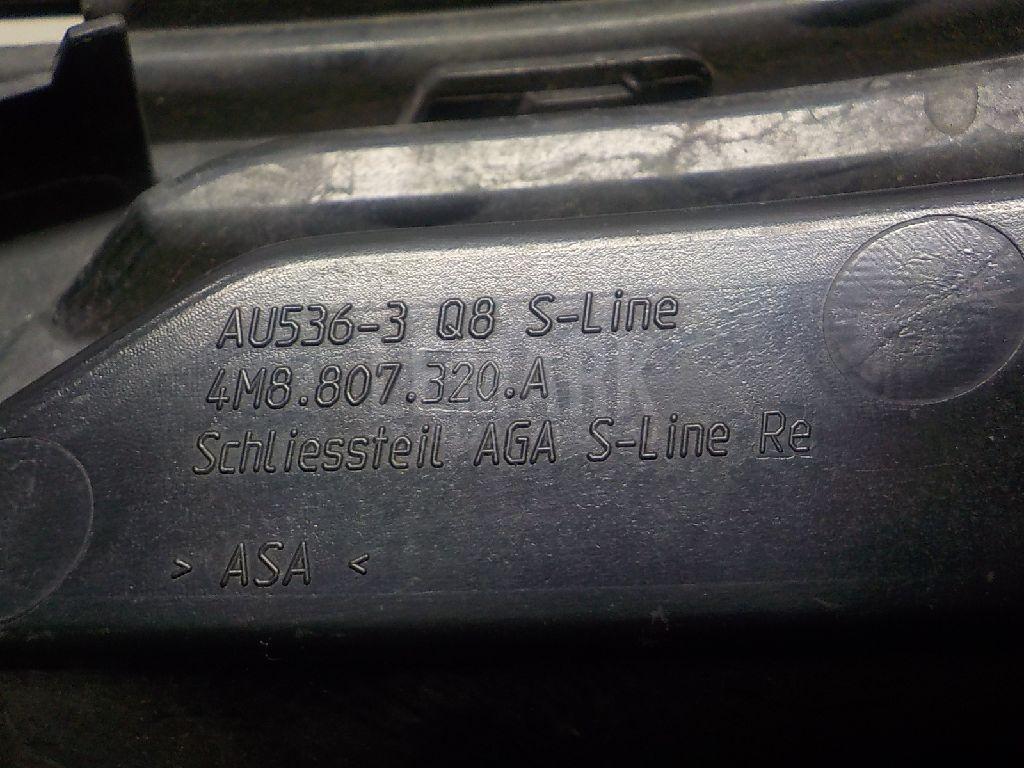 AU536-3 Q8 S-Line
4M8.807.320.A
Schliessteil AGA S-Line Re
> ASA <